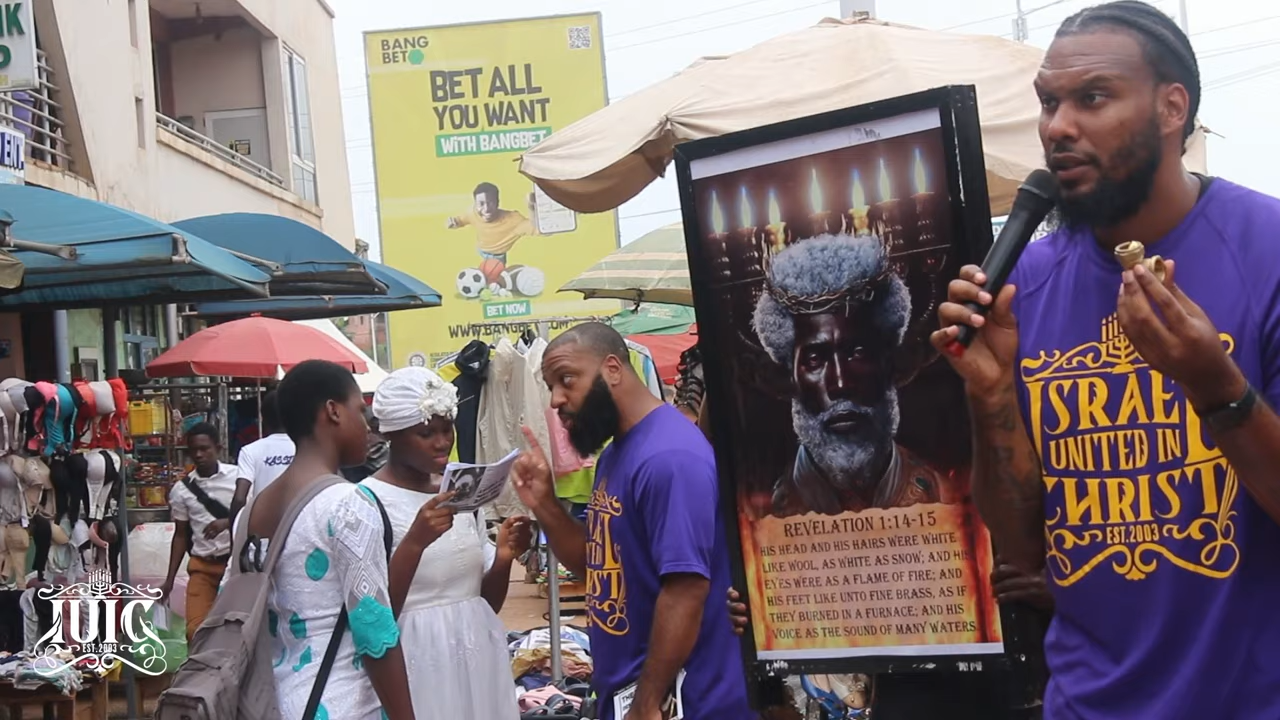 BANG
BET
BET ALL
YOU WANT
WITH BANGBET
BET NOW
WWW.BANGBET.COM
REVELATION 1:14-15
HIS HEAD AND HIS HAIRS WERE WHITE
LIKE WOOL, AS WHITE AS SNOW; AND HIS
EYES WERE AS A FLAME OF FIRE; AND
HIS FEET LIKE UNTO FINE BRASS, AS IF
THEY BURNED IN A FURNACE; AND HIS
VOICE AS THE SOUND OF MANY WATERS.
ISRAEL
UNITED IN
CHRIST
EST.2003
IUIC
EST.2003